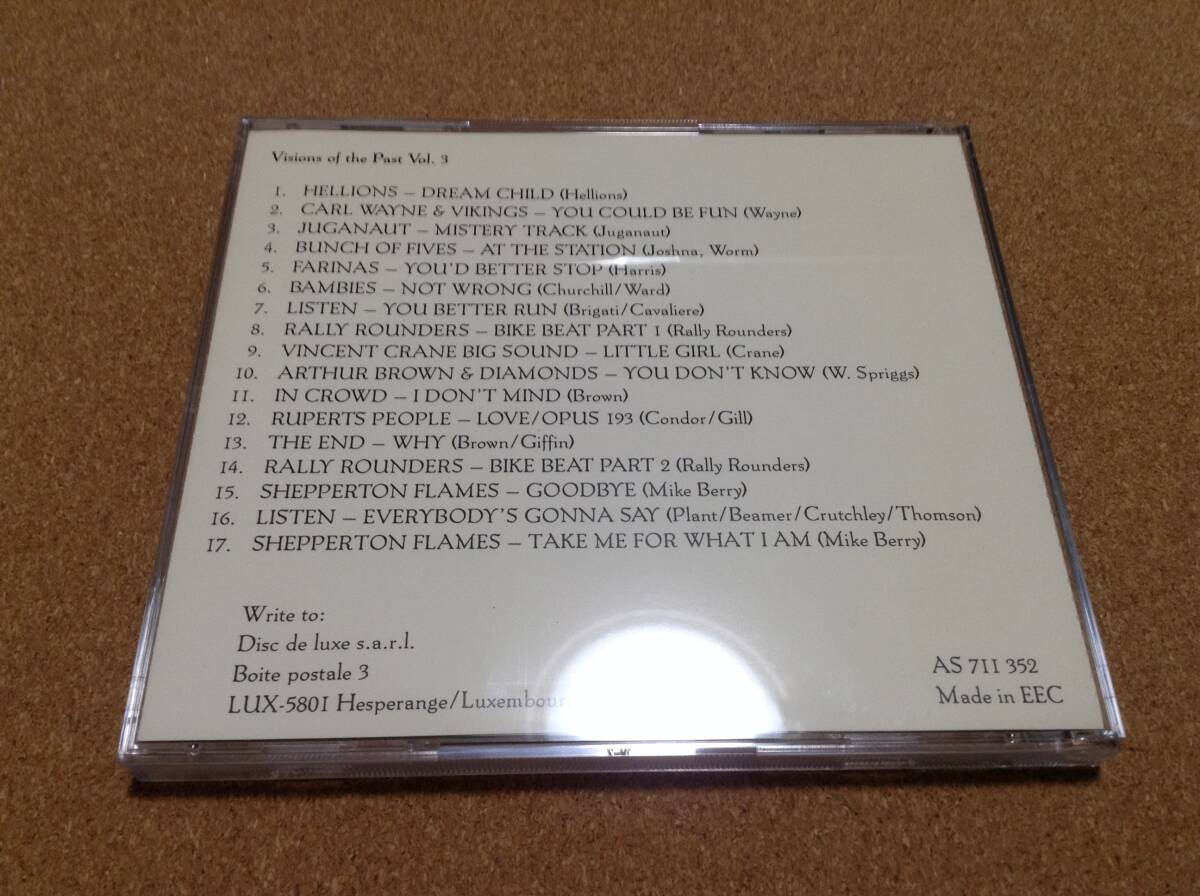 Visions of the Past Vol. 3
1. HELLIONS – DREAM CHILD (Hellions)
2. CARL WAYNE & VIKINGS – YOU COULD BE FUN (Wayne)
3. JUGANAUT – MISTERY TRACK (Juganaut)
4. BUNCH OF FIVES – AT THE STATION (Joshna, Worm)
5. FARINAS – YOU'D BETTER STOP (Harris)
6. BAMBIES – NOT WRONG (Churchill/Ward)
7. LISTEN – YOU BETTER RUN (Brigati/Cavaliere)
8. RALLY ROUNDERS – BIKE BEAT PART 1 (Rally Rounders)
9. VINCENT CRANE BIG SOUND – LITTLE GIRL (Crane)
10. ARTHUR BROWN & DIAMONDS – YOU DON'T KNOW (W. Spriggs)
11. IN CROWD – I DON'T MIND (Brown)
12. RUPERTS PEOPLE – LOVE/OPUS 193 (Condor/Gill)
13. THE END – WHY (Brown/Giffin)
14. RALLY ROUNDERS – BIKE BEAT PART 2 (Rally Rounders)
15. SHEPPERTON FLAMES – GOODBYE (Mike Berry)
16. LISTEN – EVERYBODY'S GONNA SAY (Plant/Beamer/Crutchley/Thomson)
17. SHEPPERTON FLAMES – TAKE ME FOR WHAT I AM (Mike Berry)
Write to:
Disc de luxe s.a.r.l.
Boite postale 3
LUX-5801 Hesperange/Luxembour
AS 711 352
Made in EEC